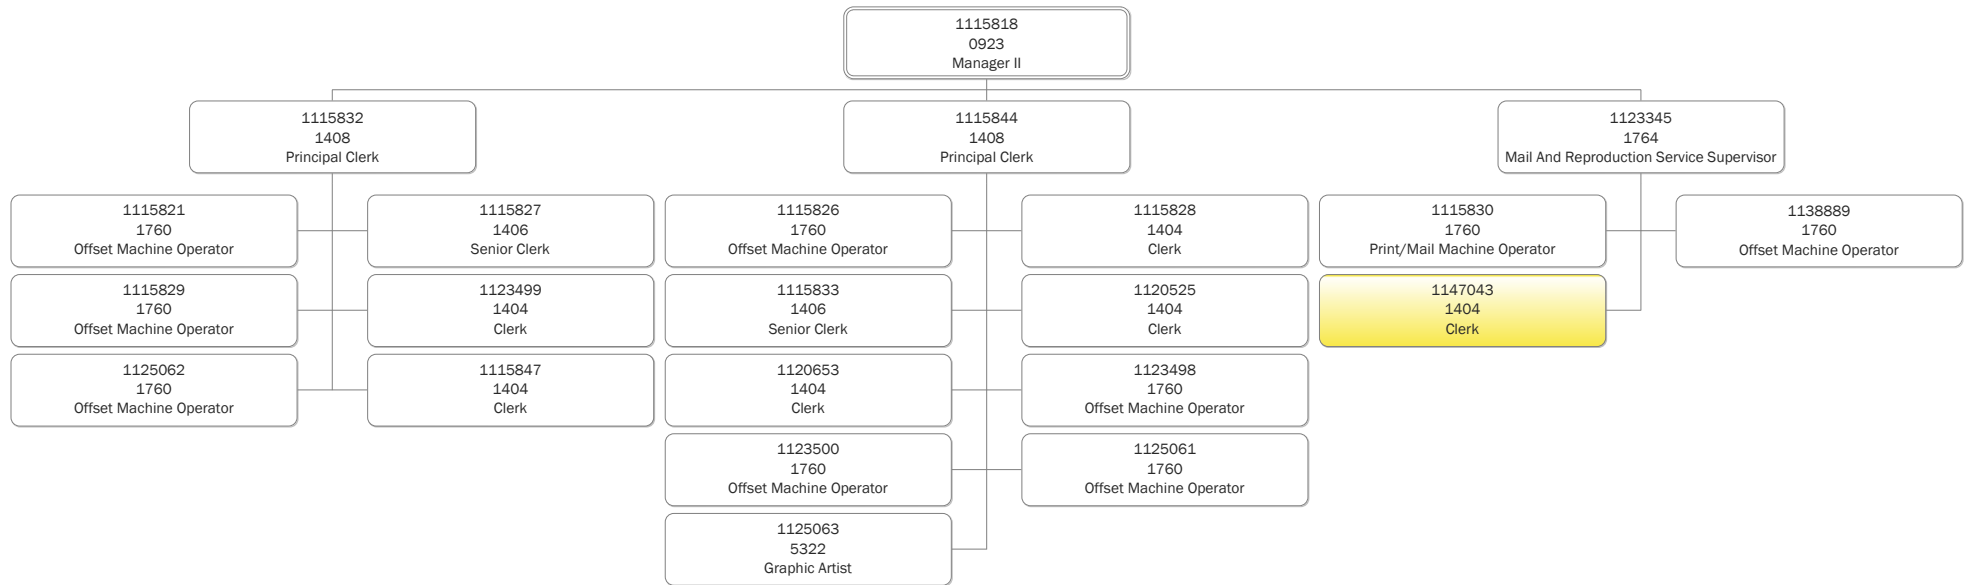 1115818
0923
Manager II
1115832
1408
Principal Clerk
1115844
1408
Principal Clerk
1123345
1764
Mail And Reproduction Service Supervisor
1115821
1760
Offset Machine Operator
1115827
1406
Senior Clerk
1115826
1760
Offset Machine Operator
1115828
1404
Clerk
1115830
1760
Print/Mail Machine Operator
1138889
1760
Offset Machine Operator
1115829
1760
Offset Machine Operator
1123499
1404
Clerk
1115833
1406
Senior Clerk
1120525
1404
Clerk
1147043
1404
Clerk
1125062
1760
Offset Machine Operator
1115847
1404
Clerk
1120653
1404
Clerk
1123498
1760
Offset Machine Operator
1123500
1760
Offset Machine Operator
1125061
1760
Offset Machine Operator
1125063
5322
Graphic Artist